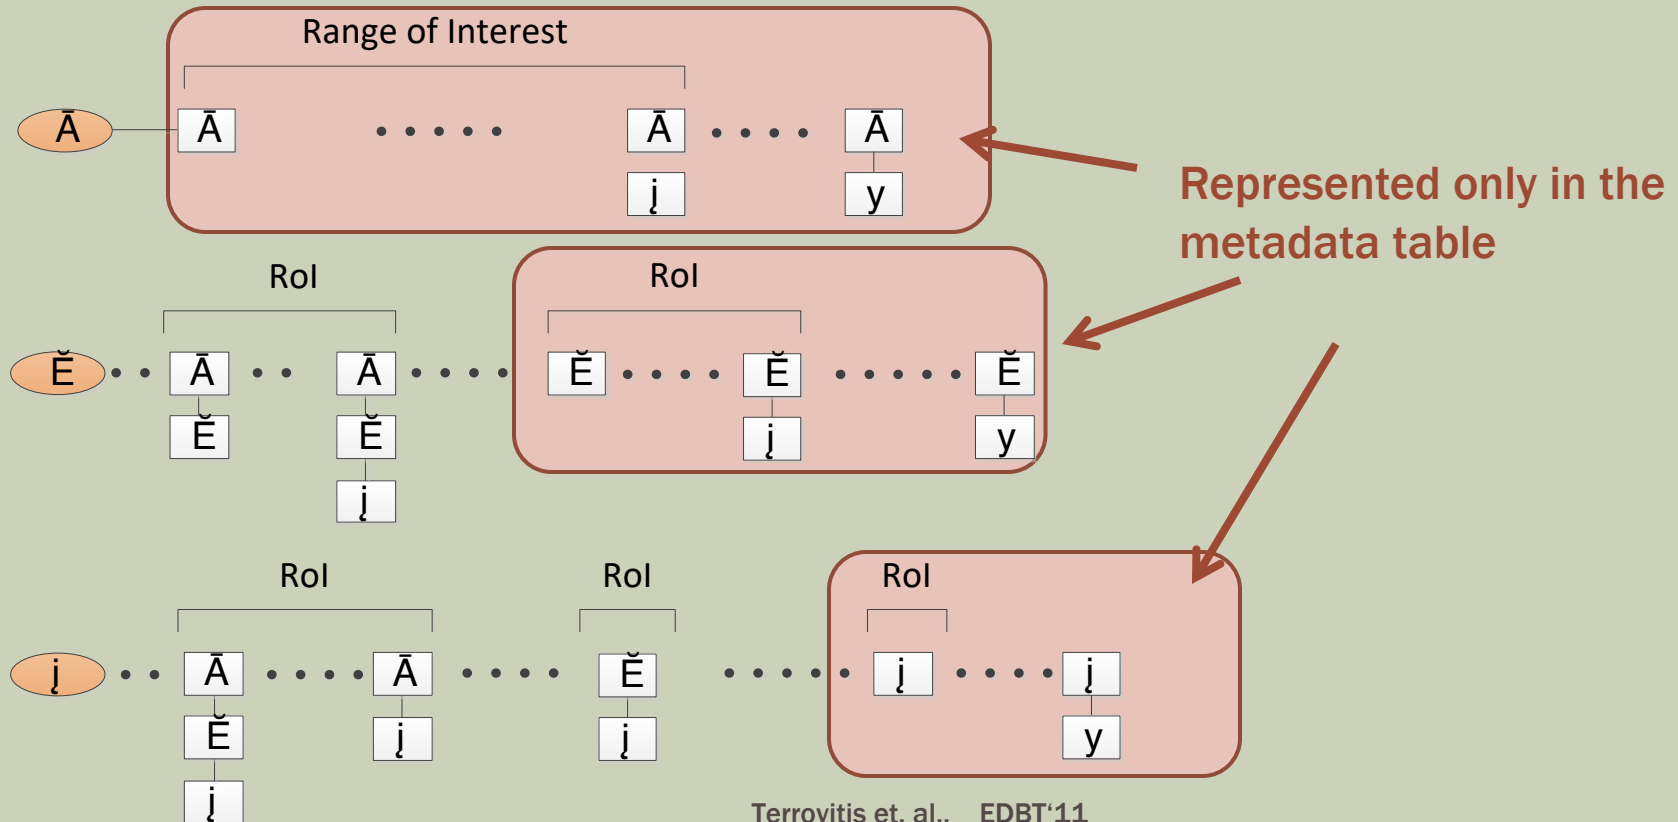 Range of Interest
Ā Ā Ā Ā
į y
Represented only in the
metadata table
RoI RoI
Ĕ Ā Ā Ĕ Ĕ Ĕ
Ĕ Ĕ į y
į
RoI RoI RoI
į Ā Ā Ĕ į į
Ĕ į į y
į
Terrovitis et. al., EDBT‘11